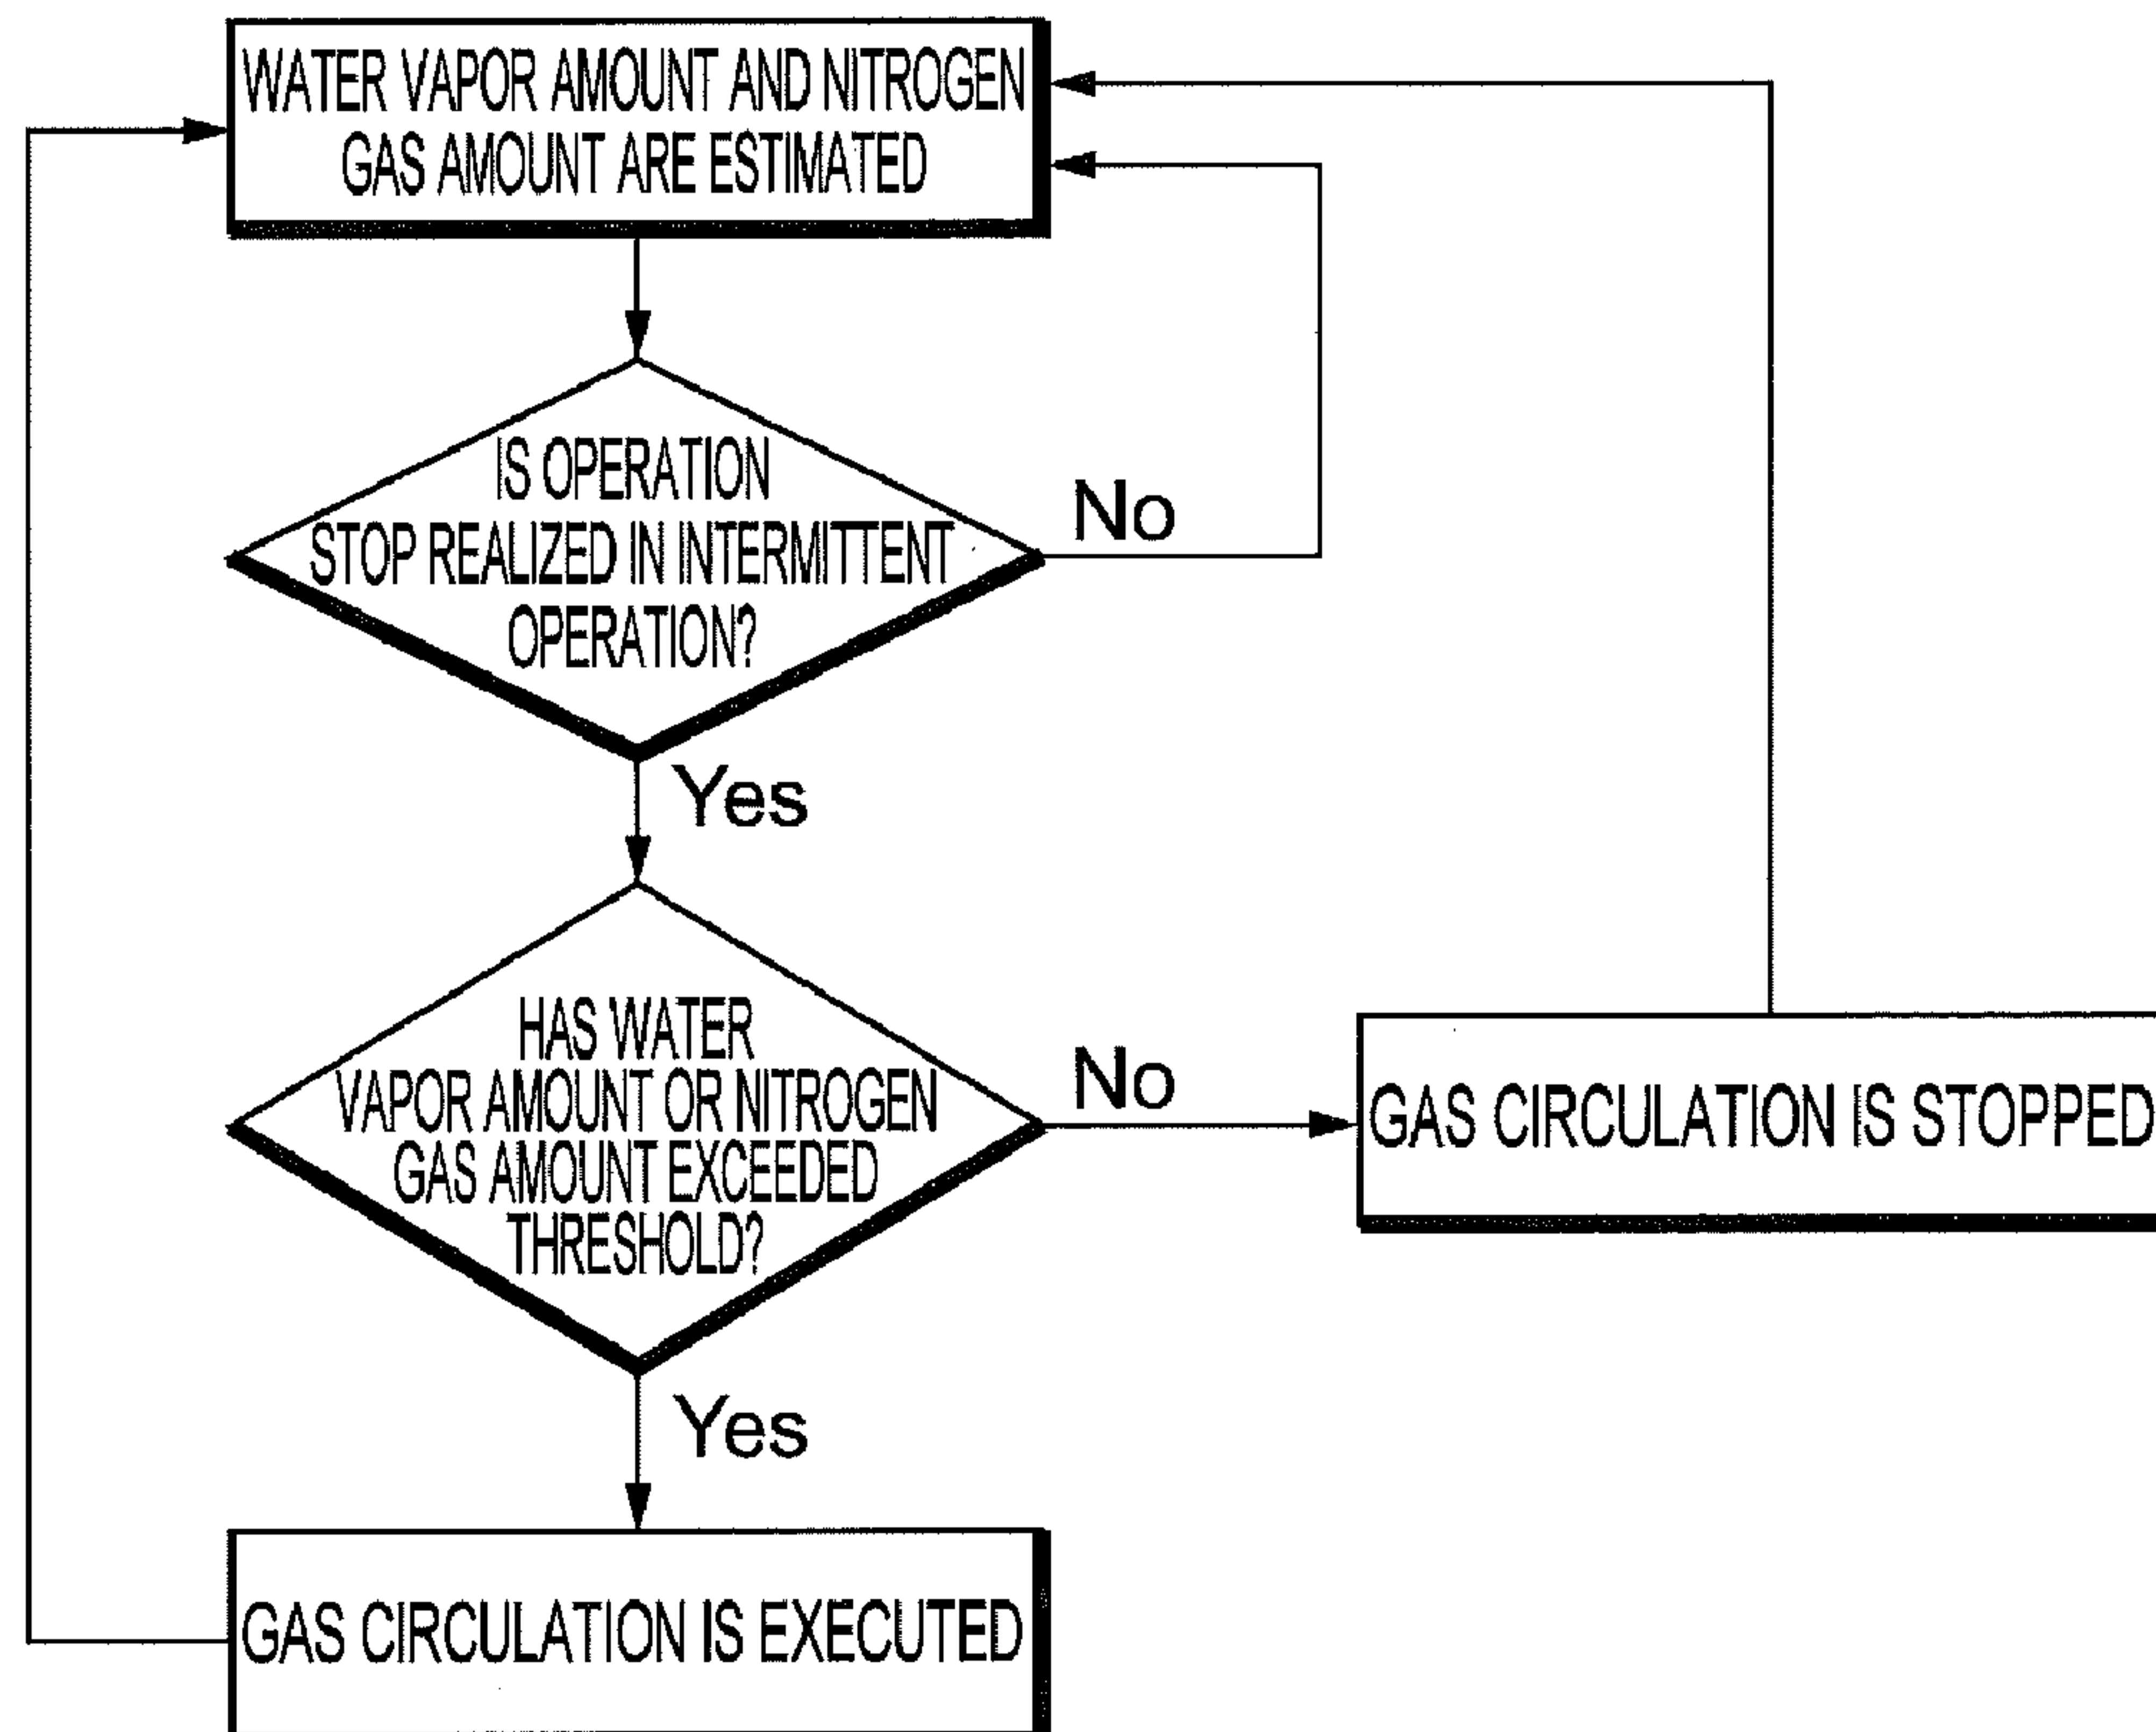 WATER VAPOR AMOUNT AND NITROGEN
GAS AMOUNT ARE ESTIMATED
IS OPERATION
STOP REALIZED IN INTERMITTENT
OPERATION?
No
Yes
HAS WATER
VAPOR AMOUNT OR NITROGEN
GAS AMOUNT EXCEEDED
THRESHOLD?
No
GAS CIRCULATION IS STOPPED
Yes
GAS CIRCULATION IS EXECUTED